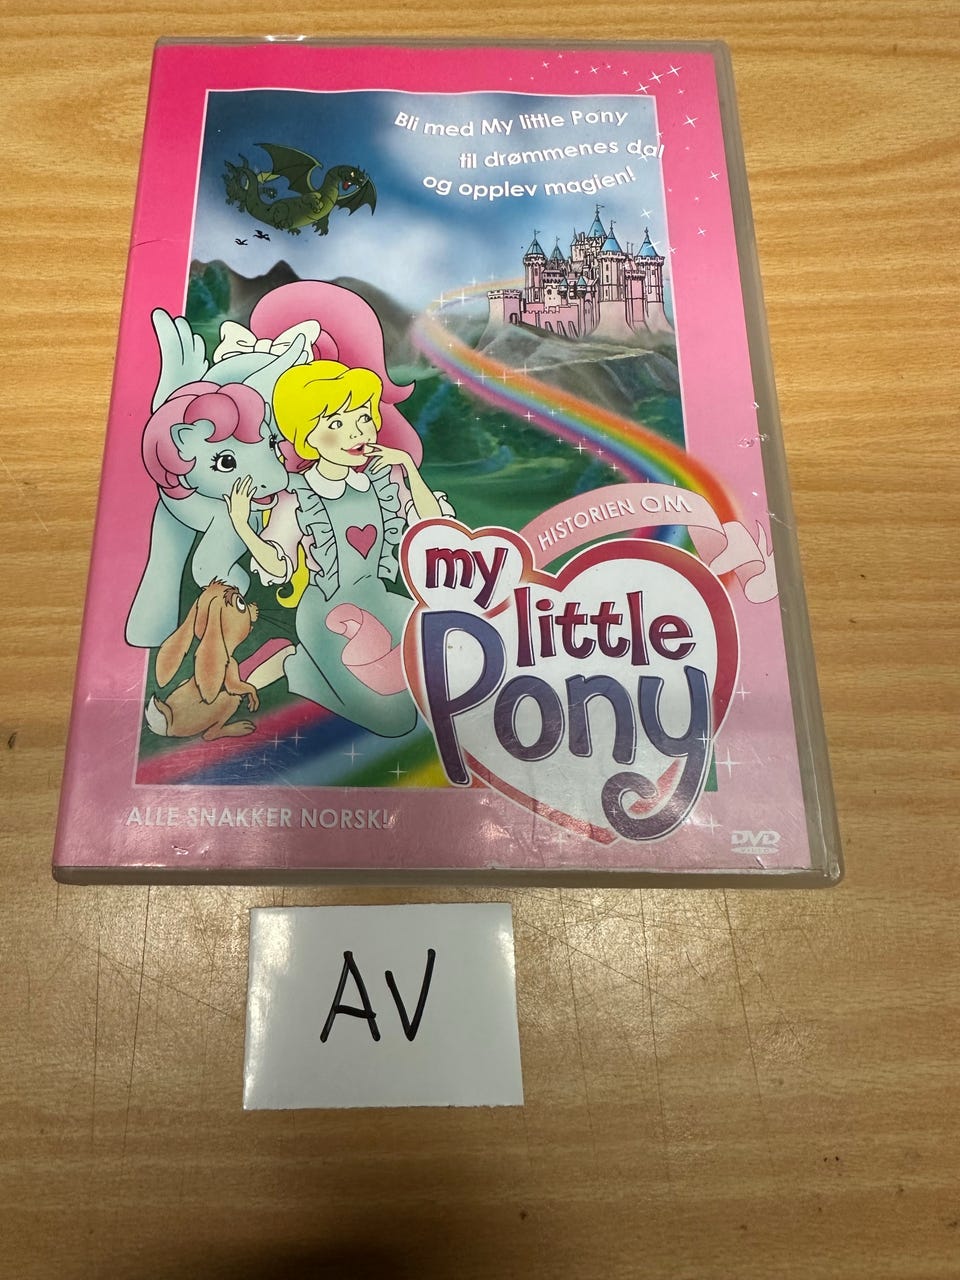 Bli med My little Pony
til drømmenes dal
og opplev magien!
HISTORIEN OM
my
little
Pony
ALLE SNAKKER NORSK!
DVD
VIDEO
AV